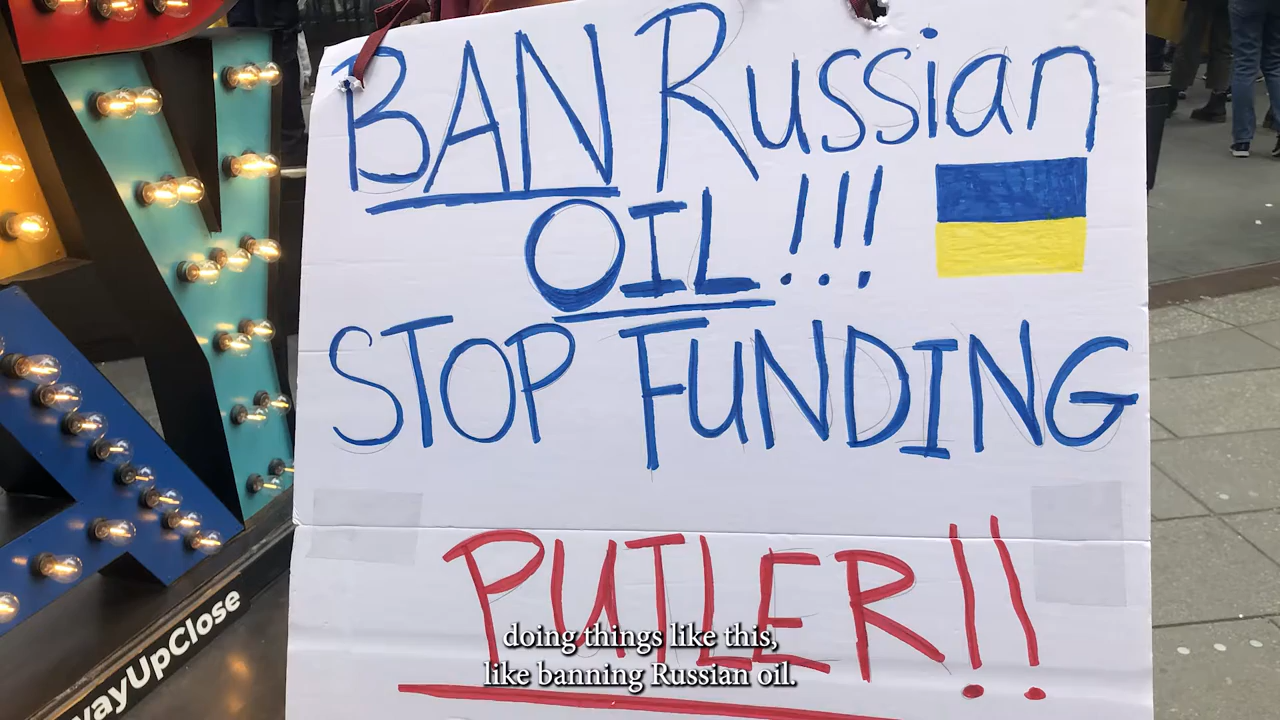 BAN Russian
OIL!!!
STOP FUNDING
PUTLER!!
doing things like this,
like banning Russian oil.
wayUpClose